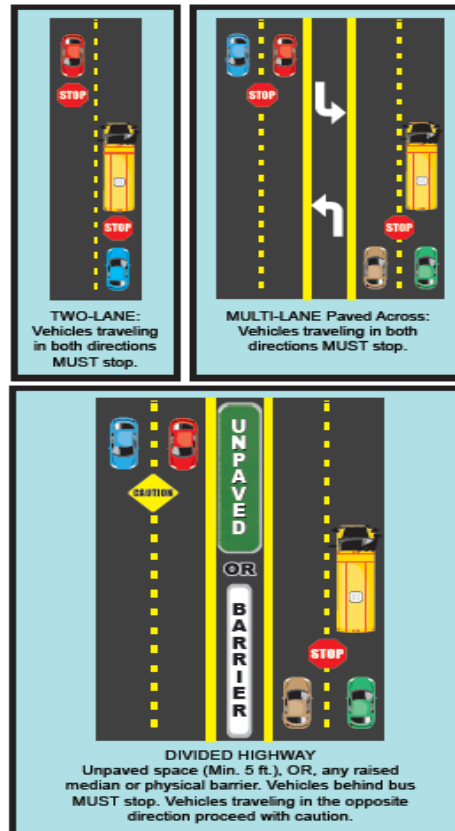 STOP
STOP
TWO-LANE:
Vehicles traveling
in both directions
MUST stop.
STOP
STOP
MULTI-LANE Paved Across:
Vehicles traveling in both
directions MUST stop.
UNPAVED
CAUTION
OR
BARRIER
STOP
DIVIDED HIGHWAY
Unpaved space (Min. 5 ft.), OR, any raised
median or physical barrier. Vehicles behind bus
MUST stop. Vehicles traveling in the opposite
direction proceed with caution.